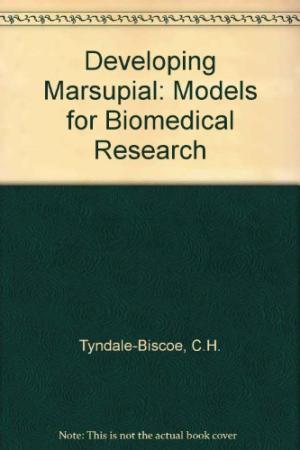 Developing
Marsupial: Models
for Biomedical
Research
Tyndale-Biscoe, C.H.
Note: This is not the actual book cover